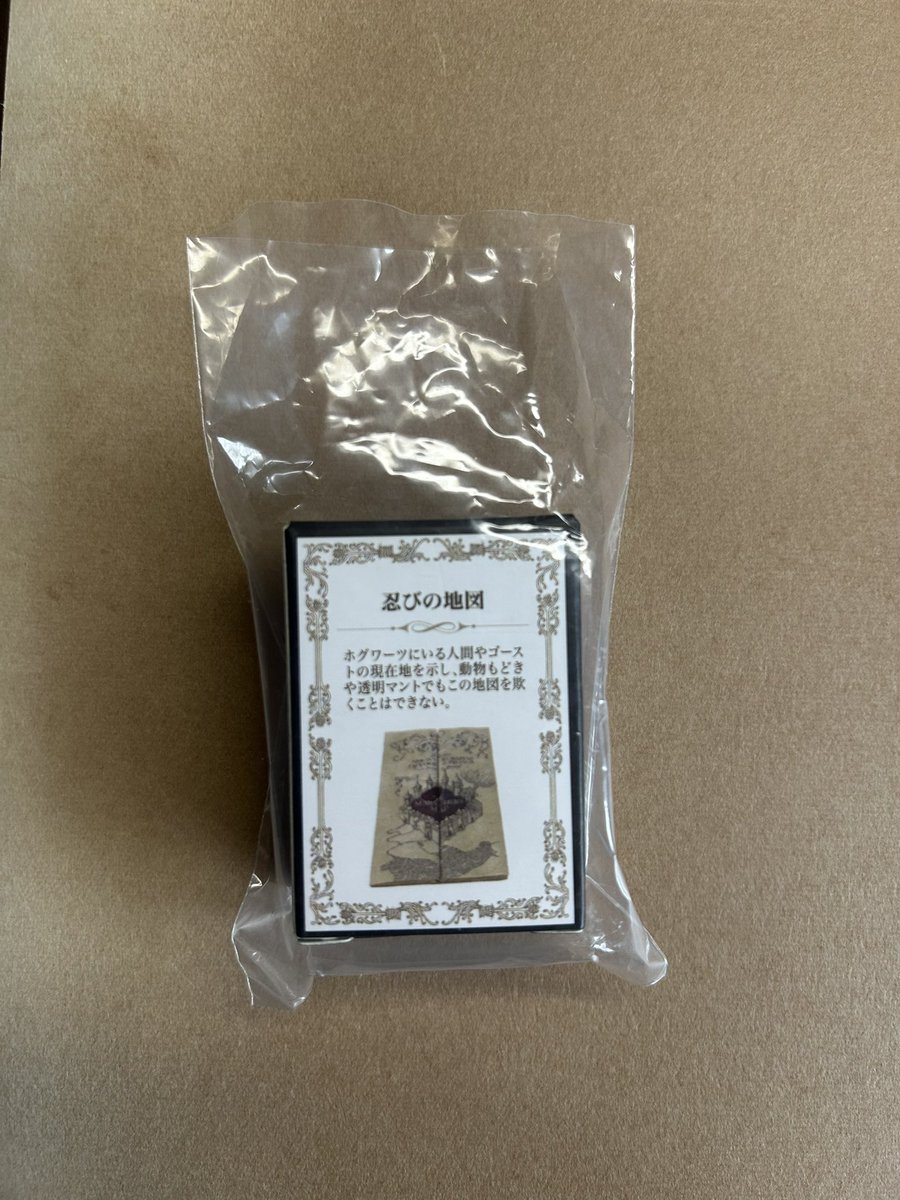 忍びの地図
ホグワーツにいる人間やゴース
トの現在地を示し、動物もどき
や透明マントでもこの地図を欺
くことはできない。